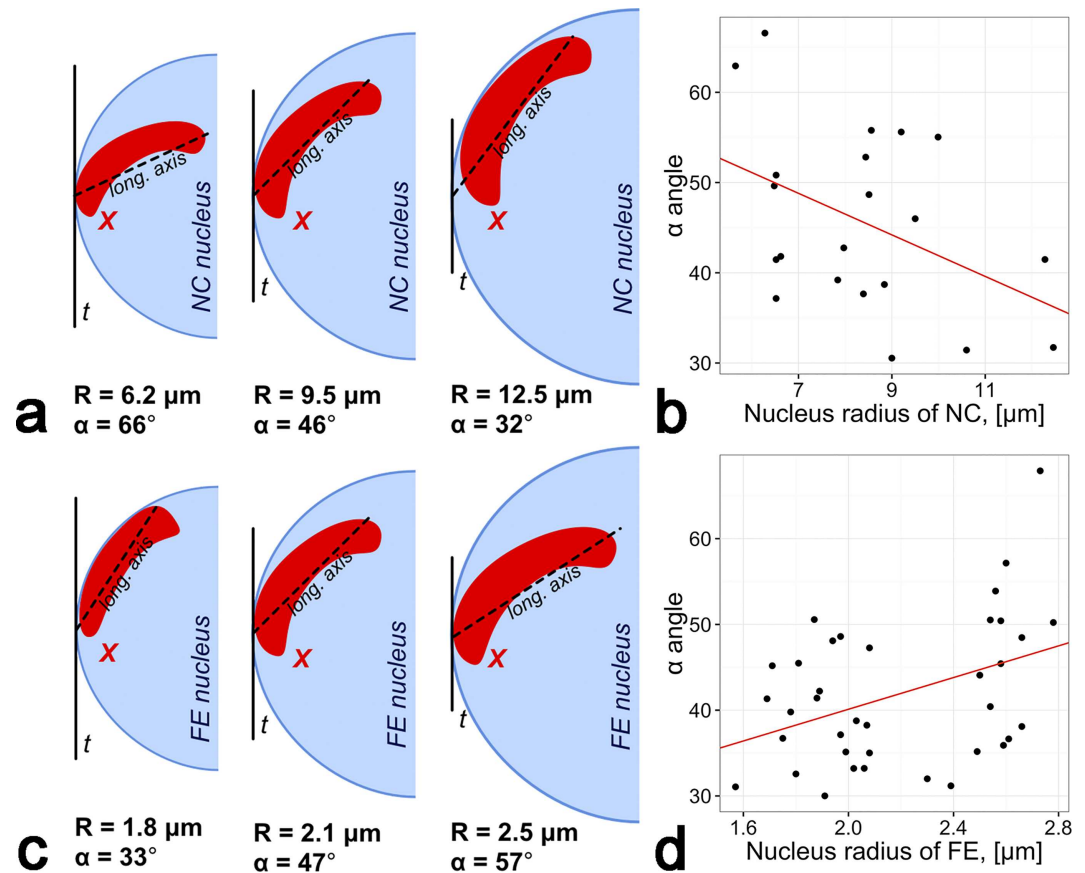 long. axis
X
NC nucleus
t
R = 6.2 µm
α = 66°
long. axis
X
NC nucleus
t
R = 9.5 µm
α = 46°
long. axis
X
NC nucleus
t
R = 12.5 µm
α = 32°
a
α angle
60
50
40
30
7
9
11
Nucleus radius of NC, [µm]
b
long. axis
X
FE nucleus
t
R = 1.8 µm
α = 33°
long. axis
X
FE nucleus
t
R = 2.1 µm
α = 47°
long. axis
X
FE nucleus
t
R = 2.5 µm
α = 57°
c
α angle
60
50
40
30
1.6
2.0
2.4
2.8
Nucleus radius of FE, [µm]
d